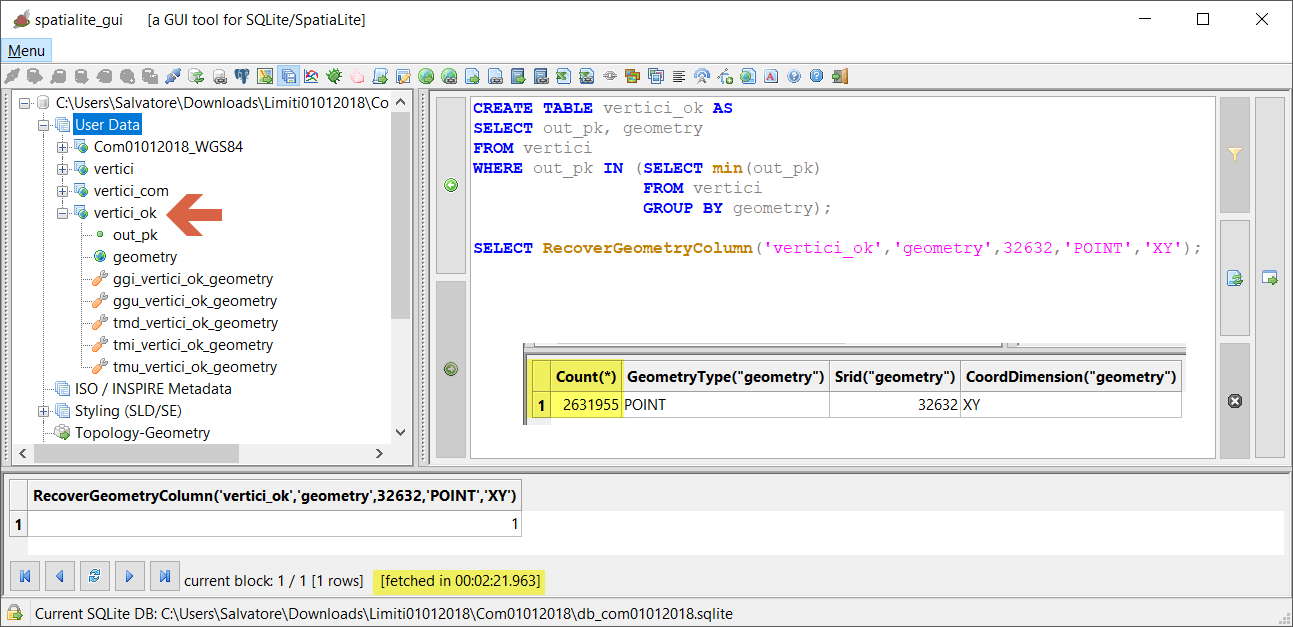 spatialite_gui [a GUI tool for SQLite/SpatiaLite]
Menu
C:\Users\Salvatore\Downloads\Limiti01012018\Co
User Data
Com01012018_WGS84
vertici
vertici_com
vertici_ok
out_pk
geometry
ggi_vertici_ok_geometry
ggu_vertici_ok_geometry
tmd_vertici_ok_geometry
tmi_vertici_ok_geometry
tmu_vertici_ok_geometry
ISO / INSPIRE Metadata
Styling (SLD/SE)
Topology-Geometry
CREATE TABLE vertici_ok AS
SELECT out_pk, geometry
FROM vertici
WHERE out_pk IN (SELECT min(out_pk)
FROM vertici
GROUP BY geometry);
SELECT RecoverGeometryColumn('vertici_ok','geometry',32632,'POINT','XY');
Count(*) GeometryType("geometry") Srid("geometry") CoordDimension("geometry")
1 2631955 POINT 32632 XY
RecoverGeometryColumn('vertici_ok','geometry',32632,'POINT','XY')
1 1
current block: 1 / 1 [1 rows] [fetched in 00:02:21.963]
Current SQLite DB: C:\Users\Salvatore\Downloads\Limiti01012018\Com01012018\db_com01012018.sqlite